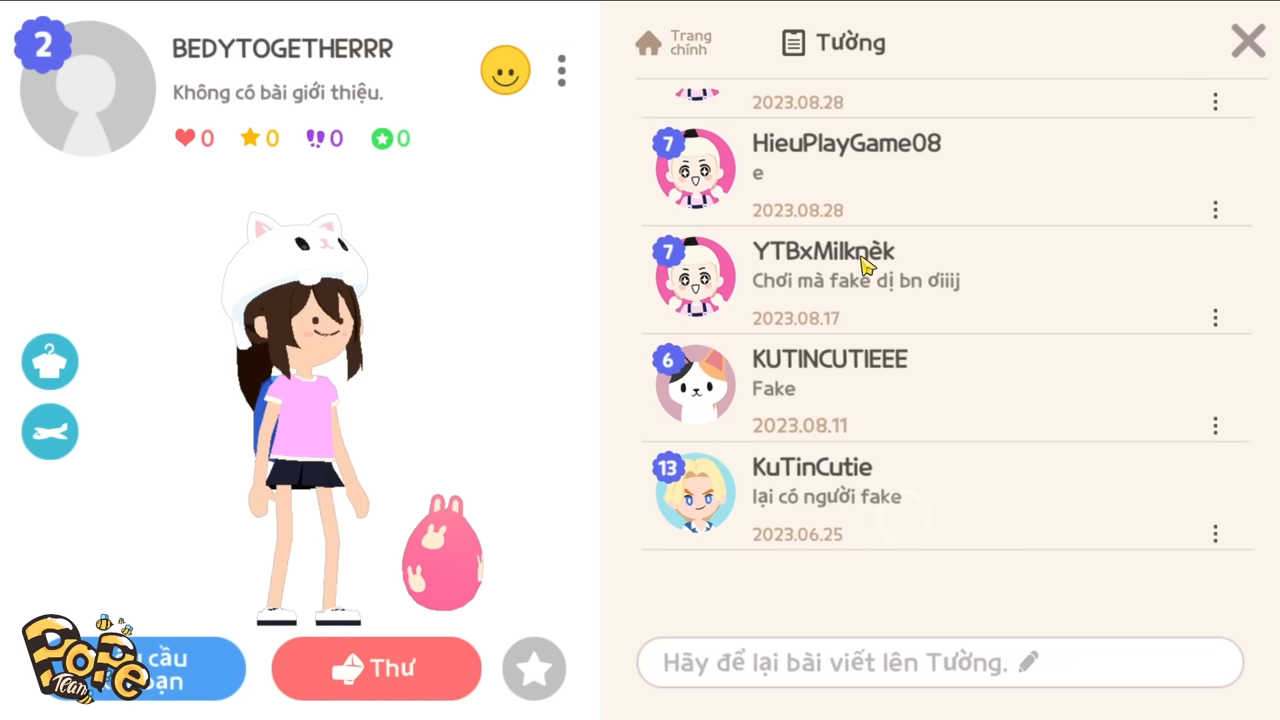 2
BEDYTOGETHERRR
Không có bài giới thiệu.
0 0 0 0
cầu
bạn
Thư
PoPe
Team
Trang
chính
Tường
2023.08.28
7
HieuPlayGame08
e
2023.08.28
7
YTBxMilknèk
Chơi mà fake dị bn ơiiij
2023.08.17
6
KUTINCUTIEEE
Fake
2023.08.11
13
KuTinCutie
lại có người fake
2023.06.25
Hãy để lại bài viết lên Tường.